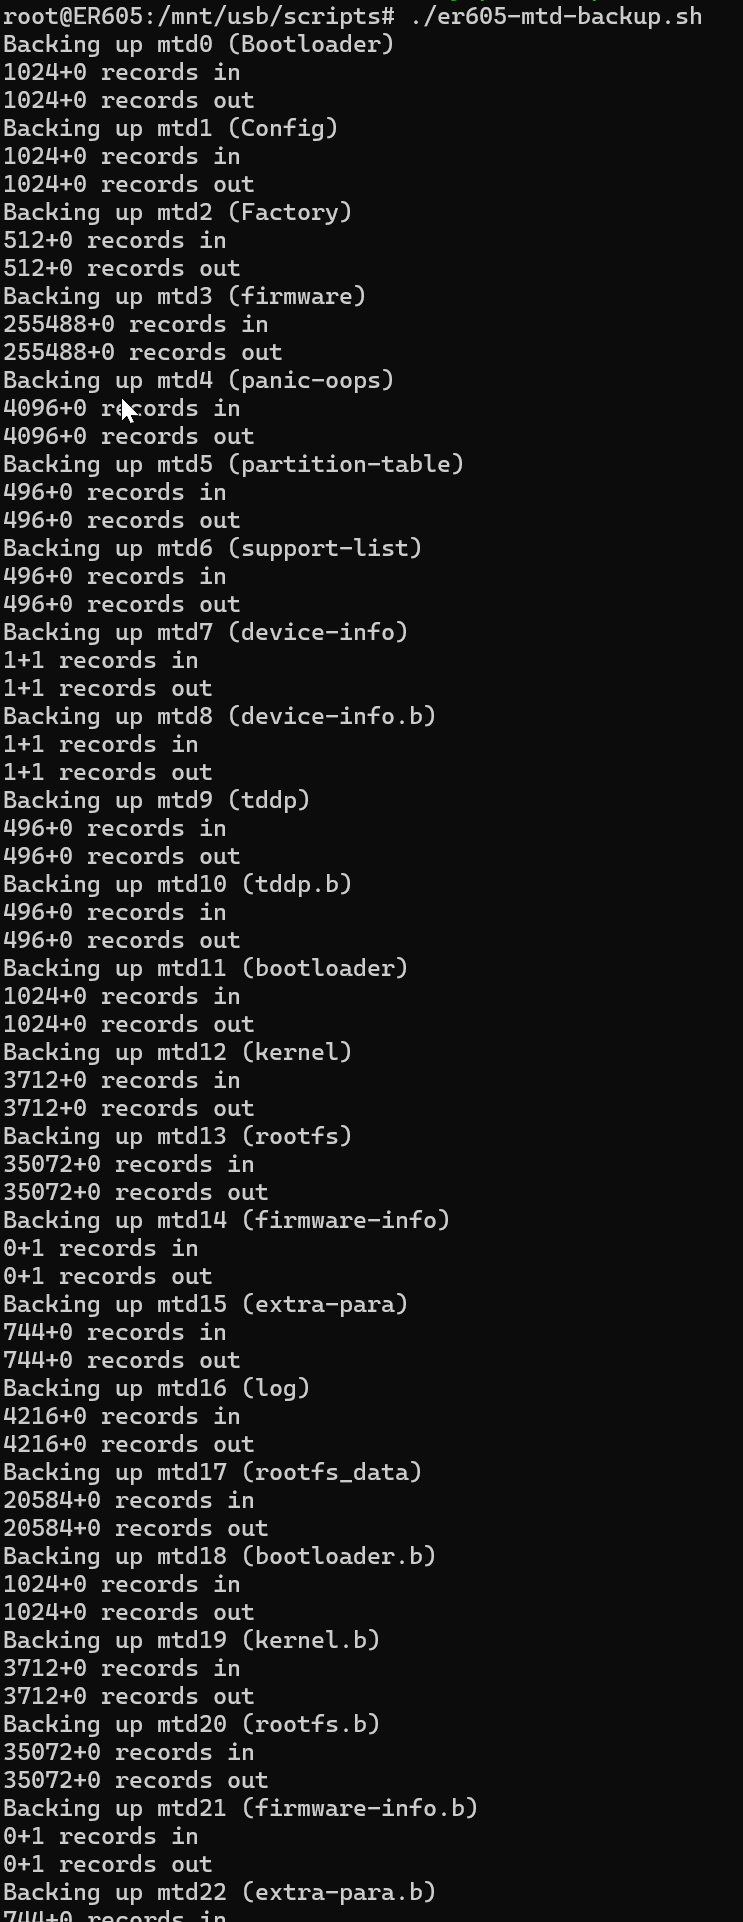 root@ER605:/mnt/usb/scripts# ./er605-mtd-backup.sh
Backing up mtd0 (Bootloader)
1024+0 records in
1024+0 records out
Backing up mtd1 (Config)
1024+0 records in
1024+0 records out
Backing up mtd2 (Factory)
512+0 records in
512+0 records out
Backing up mtd3 (firmware)
255488+0 records in
255488+0 records out
Backing up mtd4 (panic-oops)
4096+0 records in
4096+0 records out
Backing up mtd5 (partition-table)
496+0 records in
496+0 records out
Backing up mtd6 (support-list)
496+0 records in
496+0 records out
Backing up mtd7 (device-info)
1+1 records in
1+1 records out
Backing up mtd8 (device-info.b)
1+1 records in
1+1 records out
Backing up mtd9 (tddp)
496+0 records in
496+0 records out
Backing up mtd10 (tddp.b)
496+0 records in
496+0 records out
Backing up mtd11 (bootloader)
1024+0 records in
1024+0 records out
Backing up mtd12 (kernel)
3712+0 records in
3712+0 records out
Backing up mtd13 (rootfs)
35072+0 records in
35072+0 records out
Backing up mtd14 (firmware-info)
0+1 records in
0+1 records out
Backing up mtd15 (extra-para)
744+0 records in
744+0 records out
Backing up mtd16 (log)
4216+0 records in
4216+0 records out
Backing up mtd17 (rootfs_data)
20584+0 records in
20584+0 records out
Backing up mtd18 (bootloader.b)
1024+0 records in
1024+0 records out
Backing up mtd19 (kernel.b)
3712+0 records in
3712+0 records out
Backing up mtd20 (rootfs.b)
35072+0 records in
35072+0 records out
Backing up mtd21 (firmware-info.b)
0+1 records in
0+1 records out
Backing up mtd22 (extra-para.b)
744+0 records in